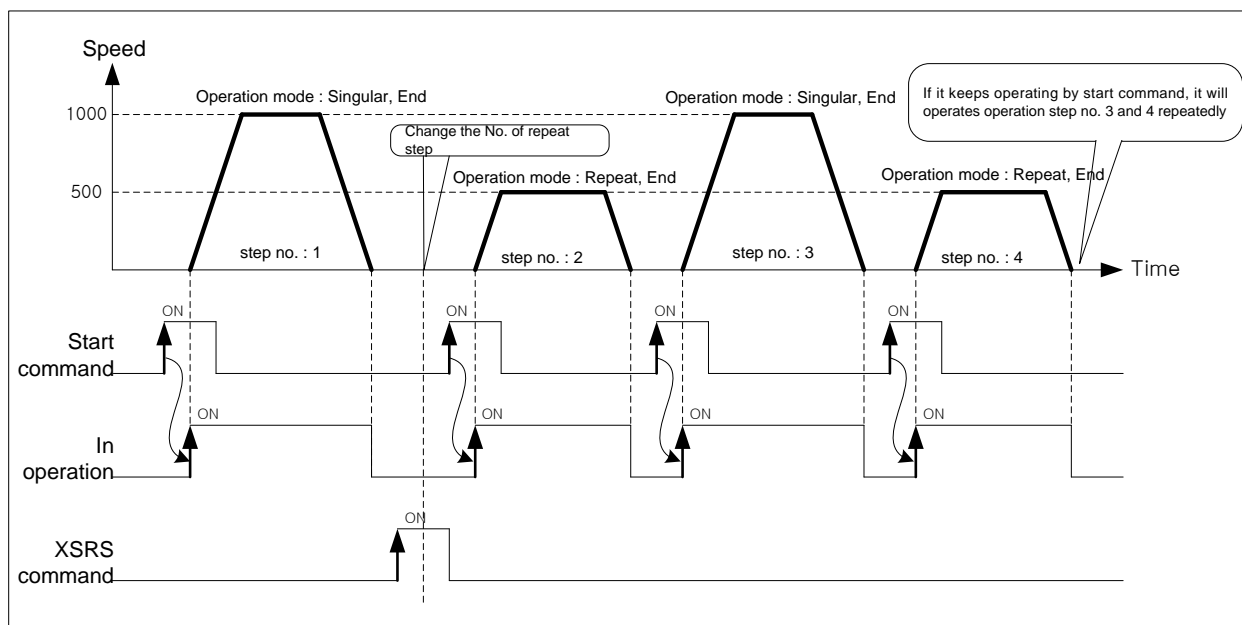 Speed
1000
500
Operation mode : Singular, End
Change the No. of repeat
step
Operation mode : Repeat, End
Operation mode : Singular, End
Operation mode : Repeat, End
If it keeps operating by start command, it will
operates operation step no. 3 and 4 repeatedly
step no. : 1
step no. : 2
step no. : 3
step no. : 4
Time
Start
command
ON
ON
ON
ON
In
operation
ON
ON
ON
ON
XSRS
command
ON